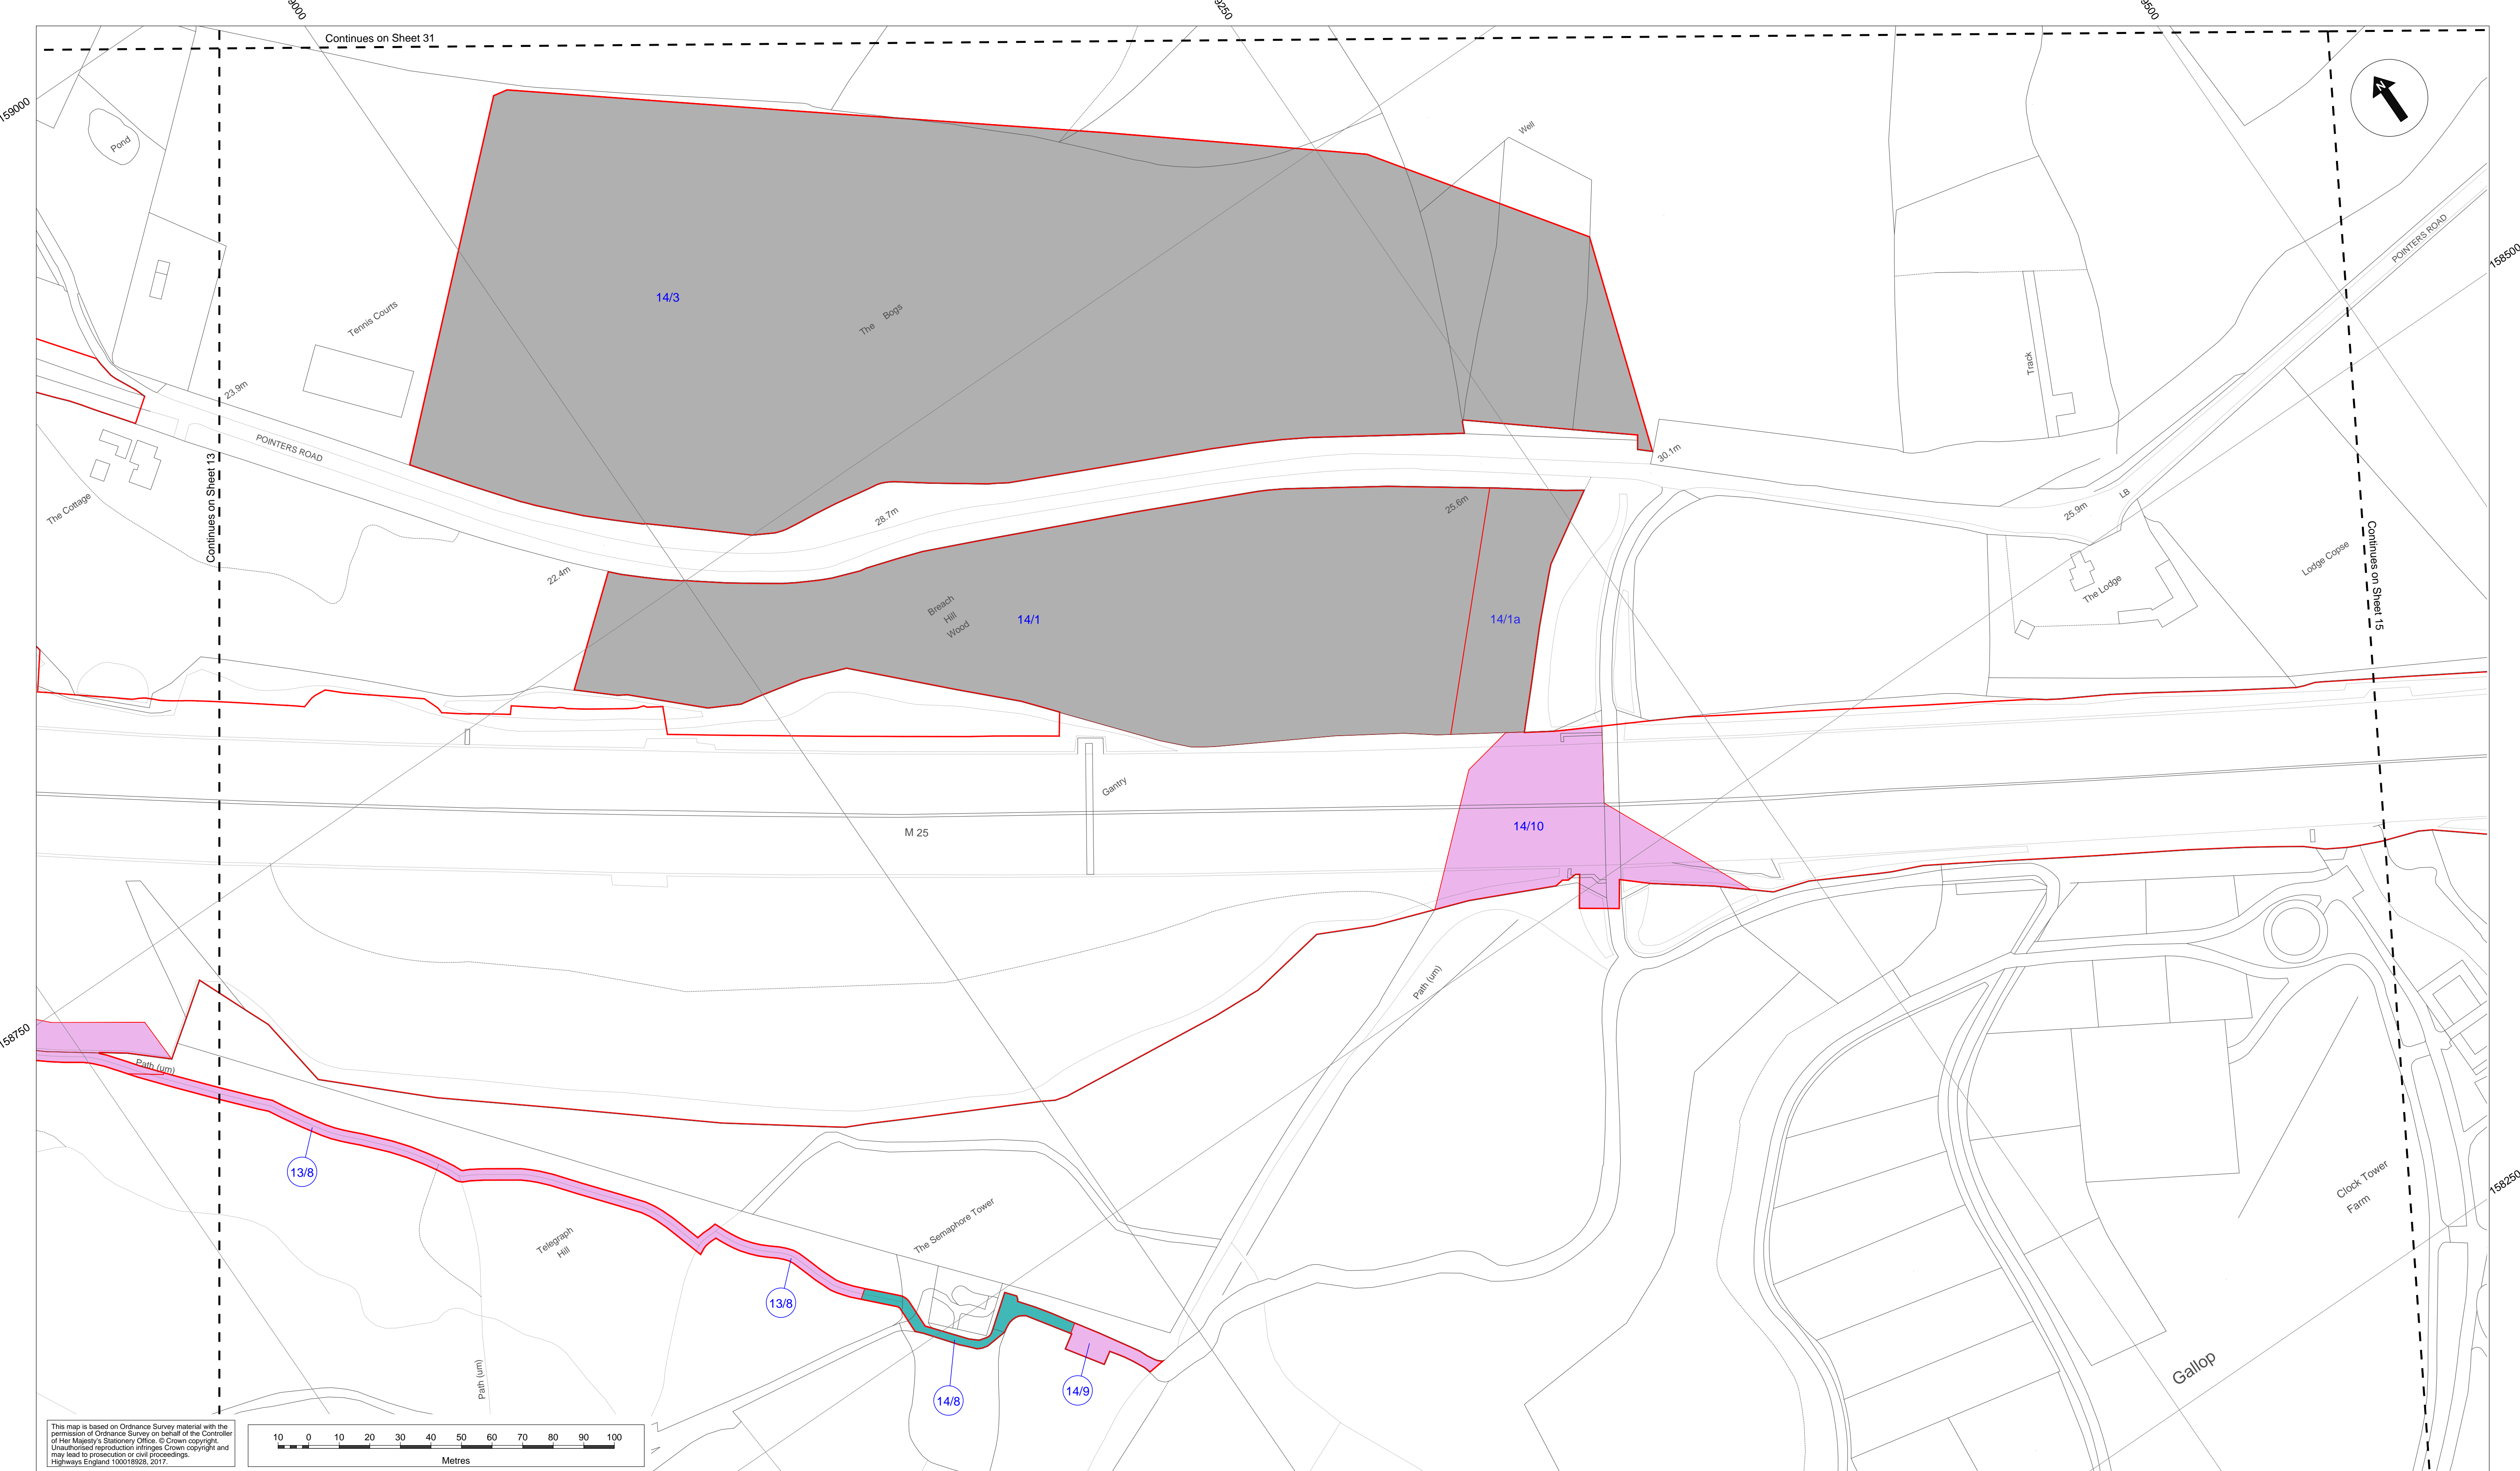 9000
9250
9500
Continues on Sheet 31
159000
N
Pond
Well
POINTERS ROAD
158500
14/3
The Bogs
Tennis Courts
Track
23.9m
POINTERS ROAD
Continues on Sheet 13
30.1m
The Cottage
28.7m
25.6m
LB
25.9m
Continues on Sheet 15
Lodge Copse
22.4m
The Lodge
Breach
Hill
Wood
14/1
14/1a
Gantry
M 25
14/10
Path (um)
158750
Path (um)
13/8
Clock Tower
Farm
158250
Telegraph
Hill
The Semaphore Tower
13/8
Path (um)
14/8
14/9
Gallop
This map is based on Ordnance Survey material with the
permission of Ordnance Survey on behalf of the Controller
of Her Majesty's Stationery Office. © Crown copyright.
Unauthorised reproduction infringes Crown copyright and
may lead to prosecution or civil proceedings.
Highways England 100018928, 2017.
10 0 10 20 30 40 50 60 70 80 90 100
Metres